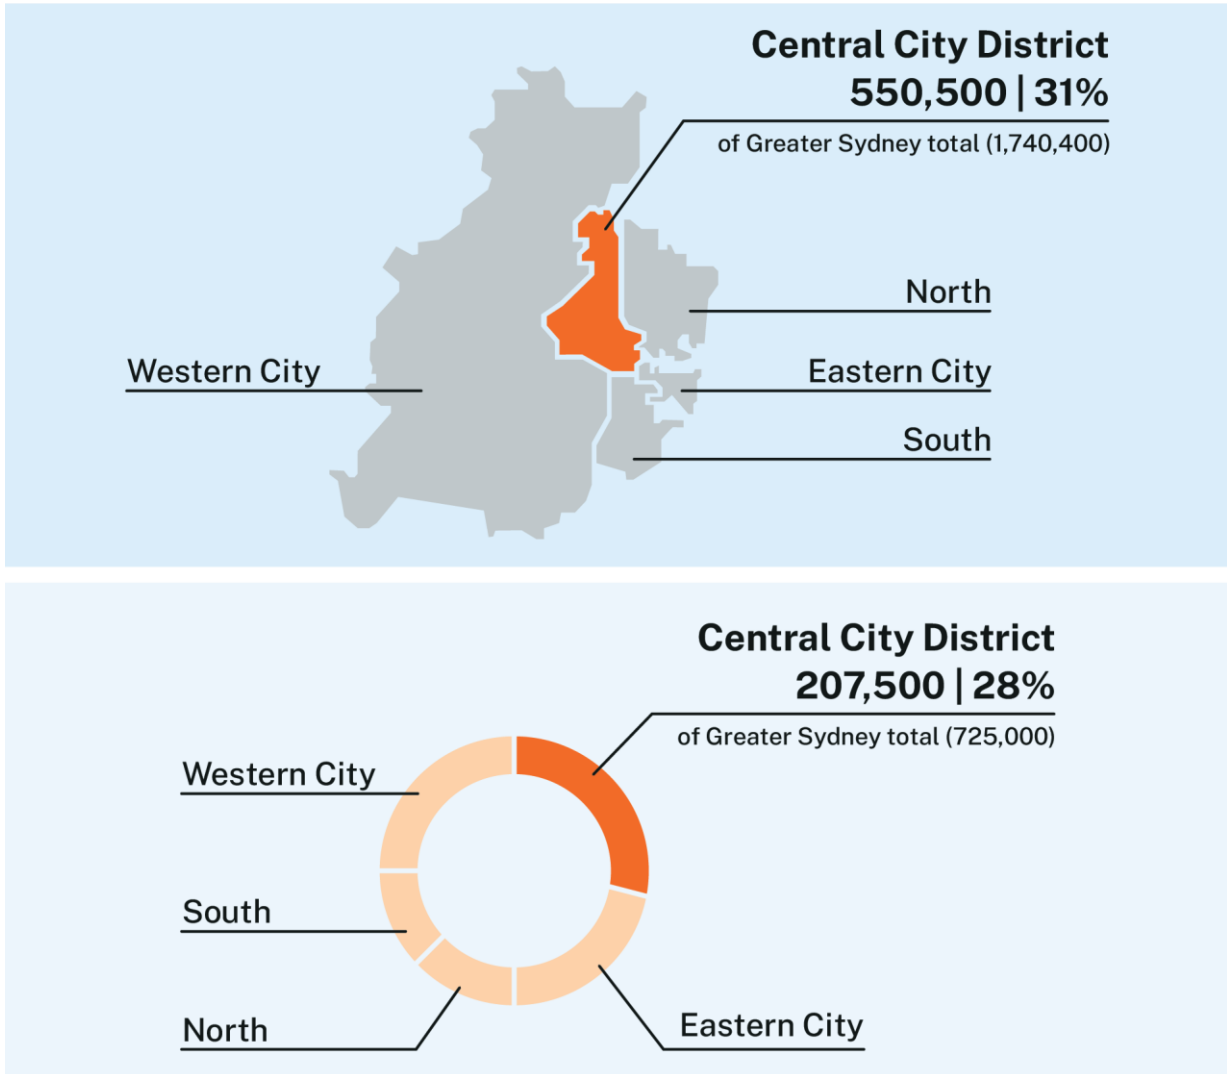 Central City District
550,500 | 31%
of Greater Sydney total (1,740,400)
North
Western City
Eastern City
South
Central City District
207,500 | 28%
of Greater Sydney total (725,000)
Western City
South
North
Eastern City